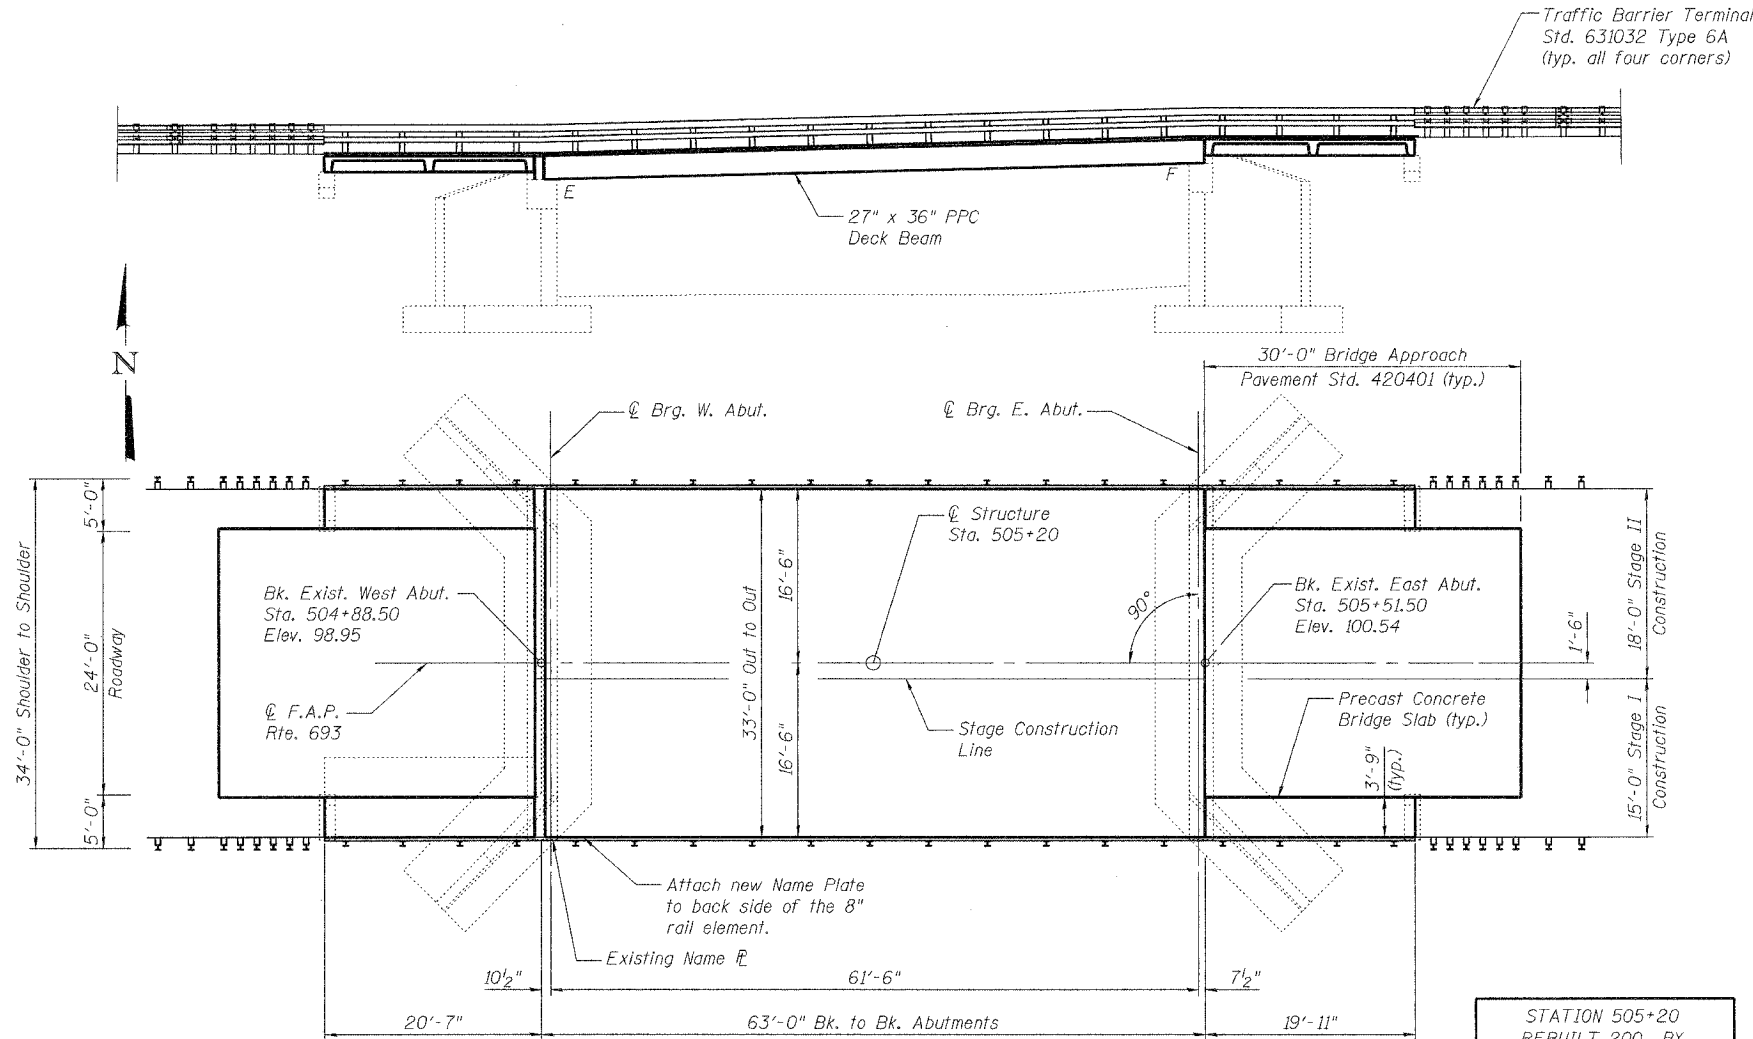 Traffic Barrier Terminal
Std. 631032 Type 6A
(typ. all four corners)
E
F
27" x 36" PPC
Deck Beam
N
30'-0" Bridge Approach
Pavement Std. 420401 (typ.)
℄ Brg. W. Abut.
℄ Brg. E. Abut.
34'-0" Shoulder to Shoulder
5'-0"
24'-0"
Roadway
5'-0"
Bk. Exist. West Abut.
Sta. 504+88.50
Elev. 98.95
℄ F.A.P.
Rte. 693
33'-0" Out to Out
16'-6"
16'-6"
℄ Structure
Sta. 505+20
90°
Stage Construction
Line
Bk. Exist. East Abut.
Sta. 505+51.50
Elev. 100.54
Precast Concrete
Bridge Slab (typ.)
3'-9"
(typ.)
1'-6"
18'-0" Stage II
Construction
15'-0" Stage I
Construction
Attach new Name Plate
to back side of the 8"
rail element.
Existing Name ⅊
10½"
61'-6"
7½"
20'-7"
63'-0" Bk. to Bk. Abutments
19'-11"
STATION 505+20
REBUILT 200 BY